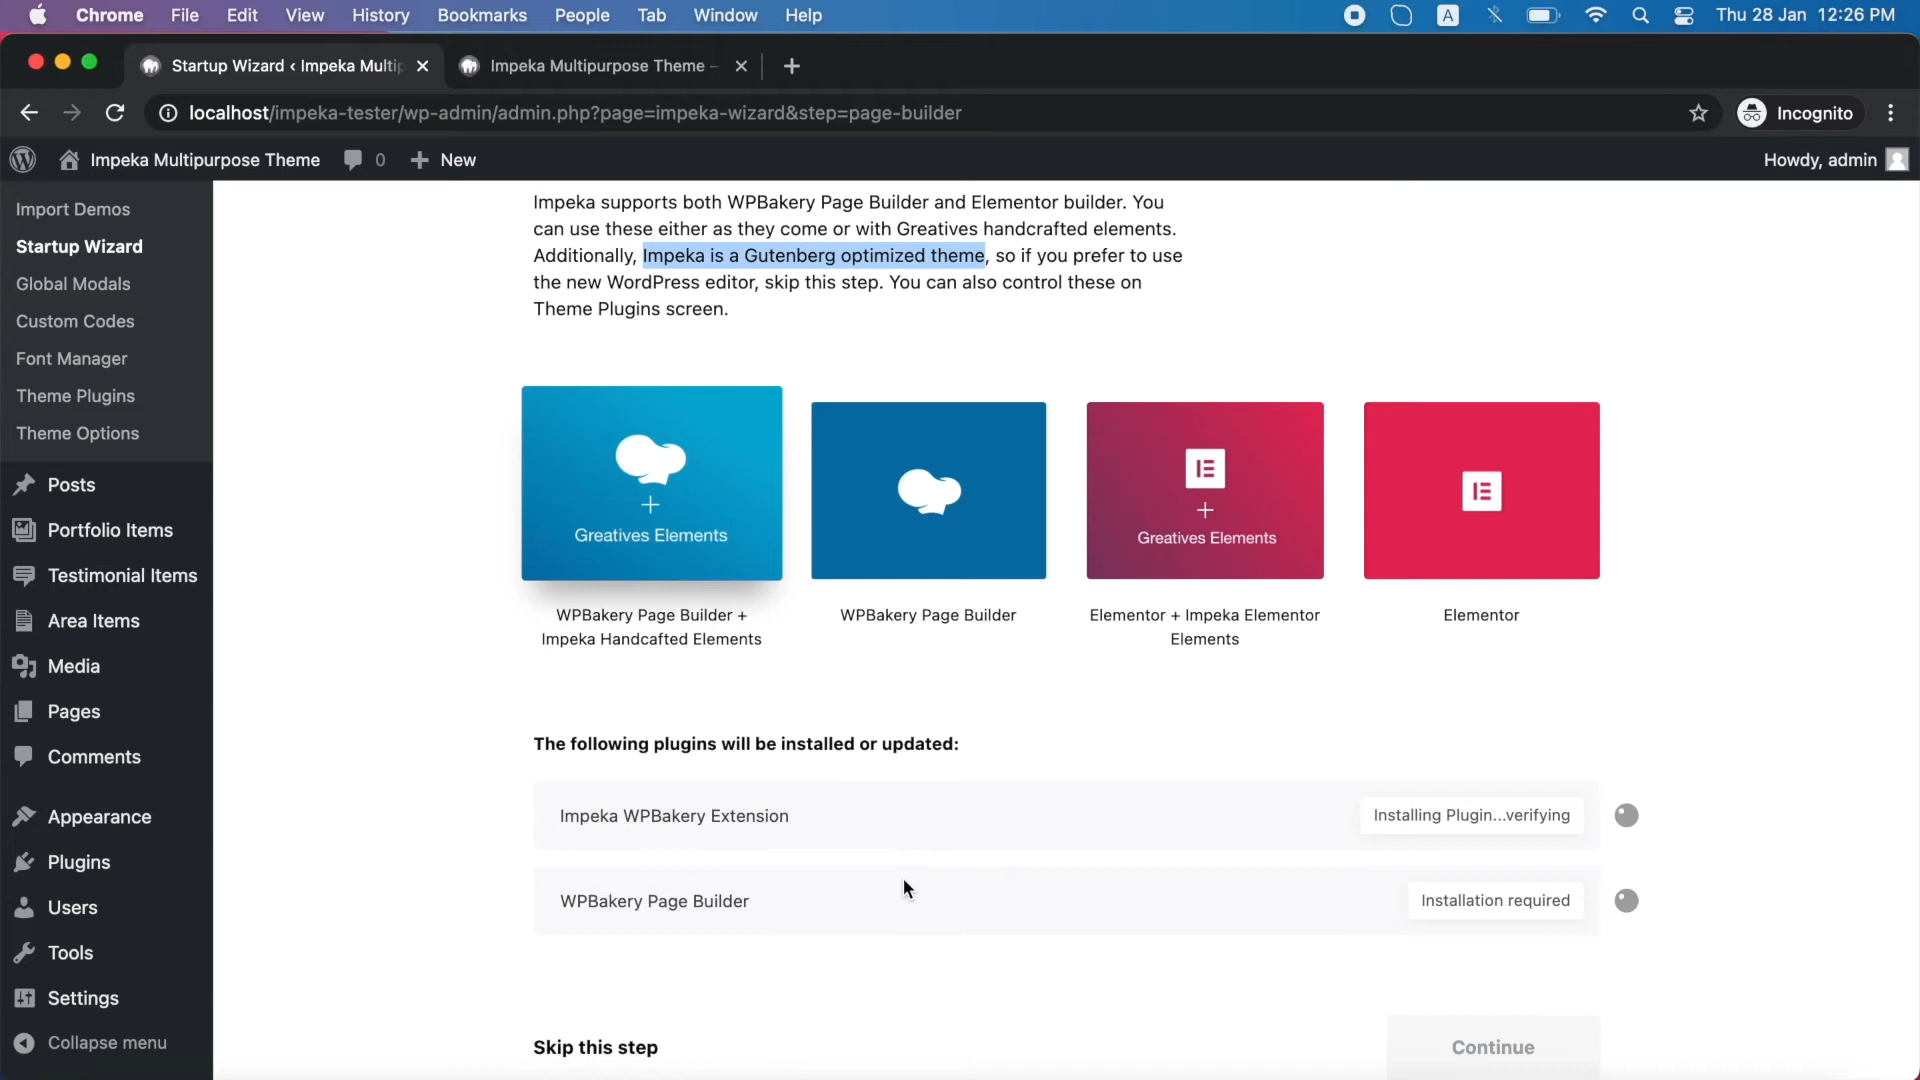 Chrome File Edit View History Bookmarks People Tab Window Help A Thu 28 Jan 12:26 PM
Startup Wizard ‹ Impeka Multip Impeka Multipurpose Theme –
localhost/impeka-tester/wp-admin/admin.php?page=impeka-wizard&step=page-builder Incognito
Impeka Multipurpose Theme 0 New Howdy, admin
Import Demos
Startup Wizard
Global Modals
Custom Codes
Font Manager
Theme Plugins
Theme Options
Posts
Portfolio Items
Testimonial Items
Area Items
Media
Pages
Comments
Appearance
Plugins
Users
Tools
Settings
Collapse menu
Impeka supports both WPBakery Page Builder and Elementor builder. You
can use these either as they come or with Greatives handcrafted elements.
Additionally, Impeka is a Gutenberg optimized theme, so if you prefer to use
the new WordPress editor, skip this step. You can also control these on
Theme Plugins screen.
+
Greatives Elements
WPBakery Page Builder +
Impeka Handcafted Elements
WPBakery Page Builder
+
Greatives Elements
Elementor + Impeka Elementor
Elements
Elementor
The following plugins will be installed or updated:
Impeka WPBakery Extension Installing Plugin...verifying
WPBakery Page Builder Installation required
Skip this step Continue